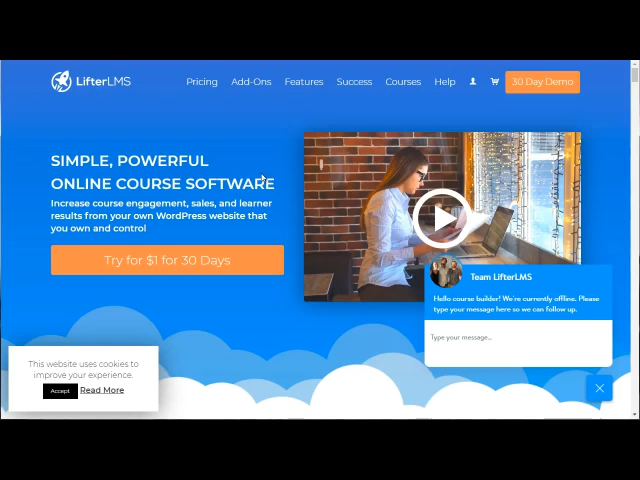 LifterLMS
Pricing Add-Ons Features Success Courses Help 30 Day Demo
SIMPLE, POWERFUL
ONLINE COURSE SOFTWARE
Increase course engagement, sales, and learner
results from your own WordPress website that
you own and control
Try for $1 for 30 Days
Team LifterLMS
Hello course builder! We're currently offline. Please
type your message here so we can follow up.
Type your message...
This website uses cookies to
improve your experience.
Accept Read More